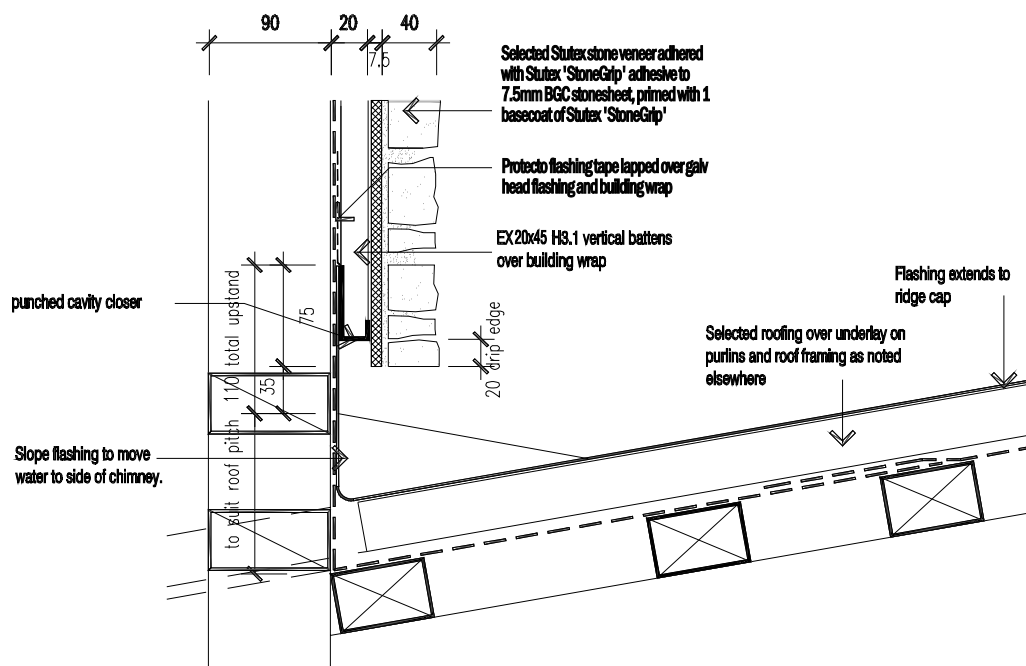 90
20
40
7.5
Selected Stutex stone veneer adhered
with Stutex 'StoneGrip' adhesive to
7.5mm BGC stonesheet, primed with 1
basecoat of Stutex 'StoneGrip'
Protecto flashing tape lapped over galv
head flashing and building wrap
EX20x45 H3.1 vertical battens
over building wrap
punched cavity closer
Flashing extends to
ridge cap
Selected roofing over underlay on
purlins and roof framing as noted
elsewhere
Slope flashing to move
water to side of chimney.
to suit roof pitch 110 total upstand
75
35
20 drip edge